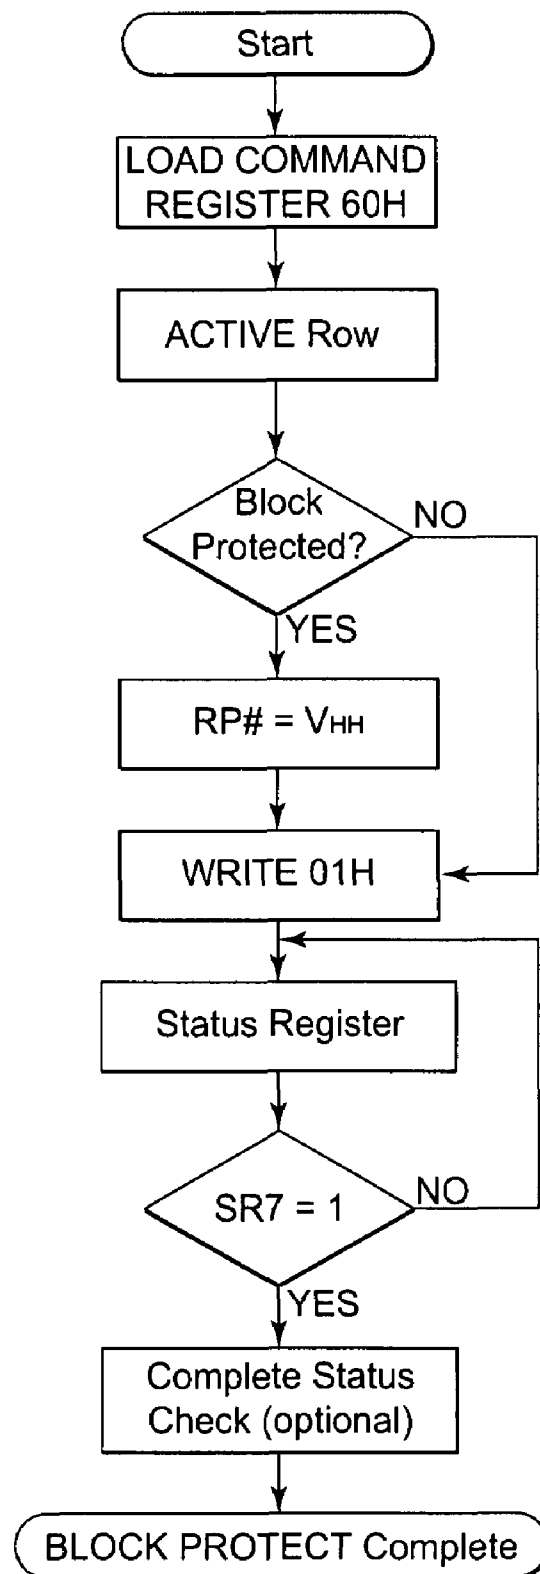 Start
LOAD COMMAND
REGISTER 60H
ACTIVE Row
Block
Protected?
NO
YES
RP# = VHH
WRITE 01H
Status Register
SR7 = 1
NO
YES
Complete Status
Check (optional)
BLOCK PROTECT Complete